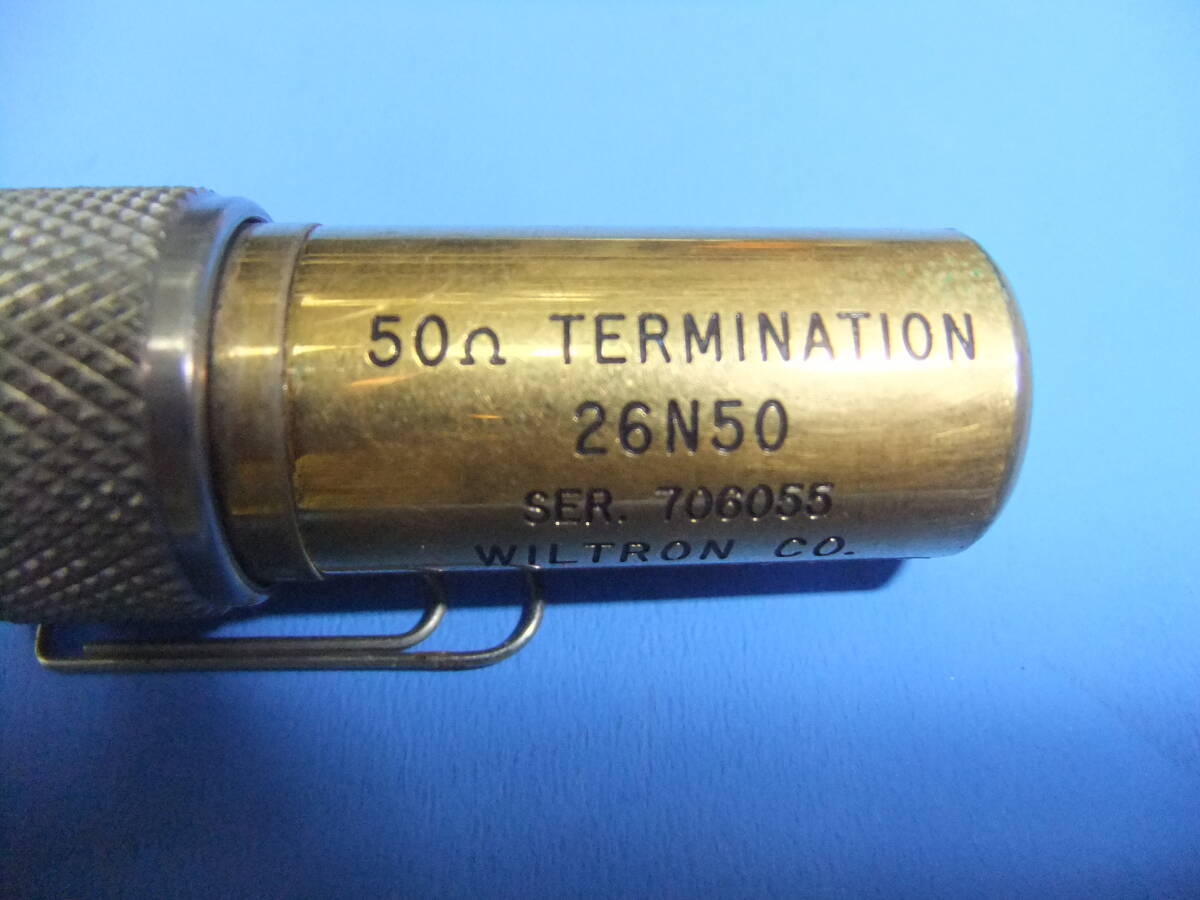 50Ω TERMINATION
26N50
SER. 706055
WILTRON CO.